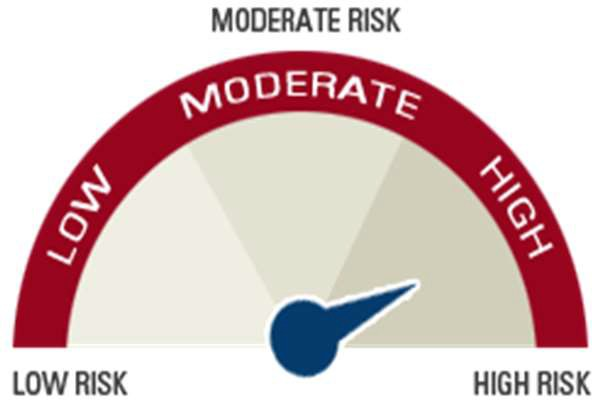 MODERATE RISK
MODERATE
LOW
HIGH
LOW RISK
HIGH RISK